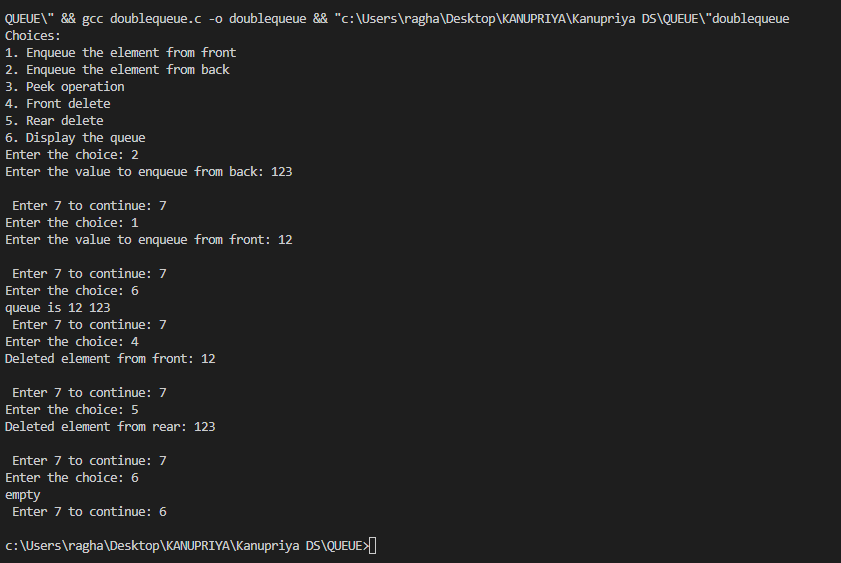 QUEUE\" && gcc doublequeue.c -o doublequeue && "c:\Users\ragha\Desktop\KANUPRIYA\Kanupriya DS\QUEUE\"doublequeue
Choices:
1. Enqueue the element from front
2. Enqueue the element from back
3. Peek operation
4. Front delete
5. Rear delete
6. Display the queue
Enter the choice: 2
Enter the value to enqueue from back: 123
Enter 7 to continue: 7
Enter the choice: 1
Enter the value to enqueue from front: 12
Enter 7 to continue: 7
Enter the choice: 6
queue is 12 123
Enter 7 to continue: 7
Enter the choice: 4
Deleted element from front: 12
Enter 7 to continue: 7
Enter the choice: 5
Deleted element from rear: 123
Enter 7 to continue: 7
Enter the choice: 6
empty
Enter 7 to continue: 6
c:\Users\ragha\Desktop\KANUPRIYA\Kanupriya DS\QUEUE>